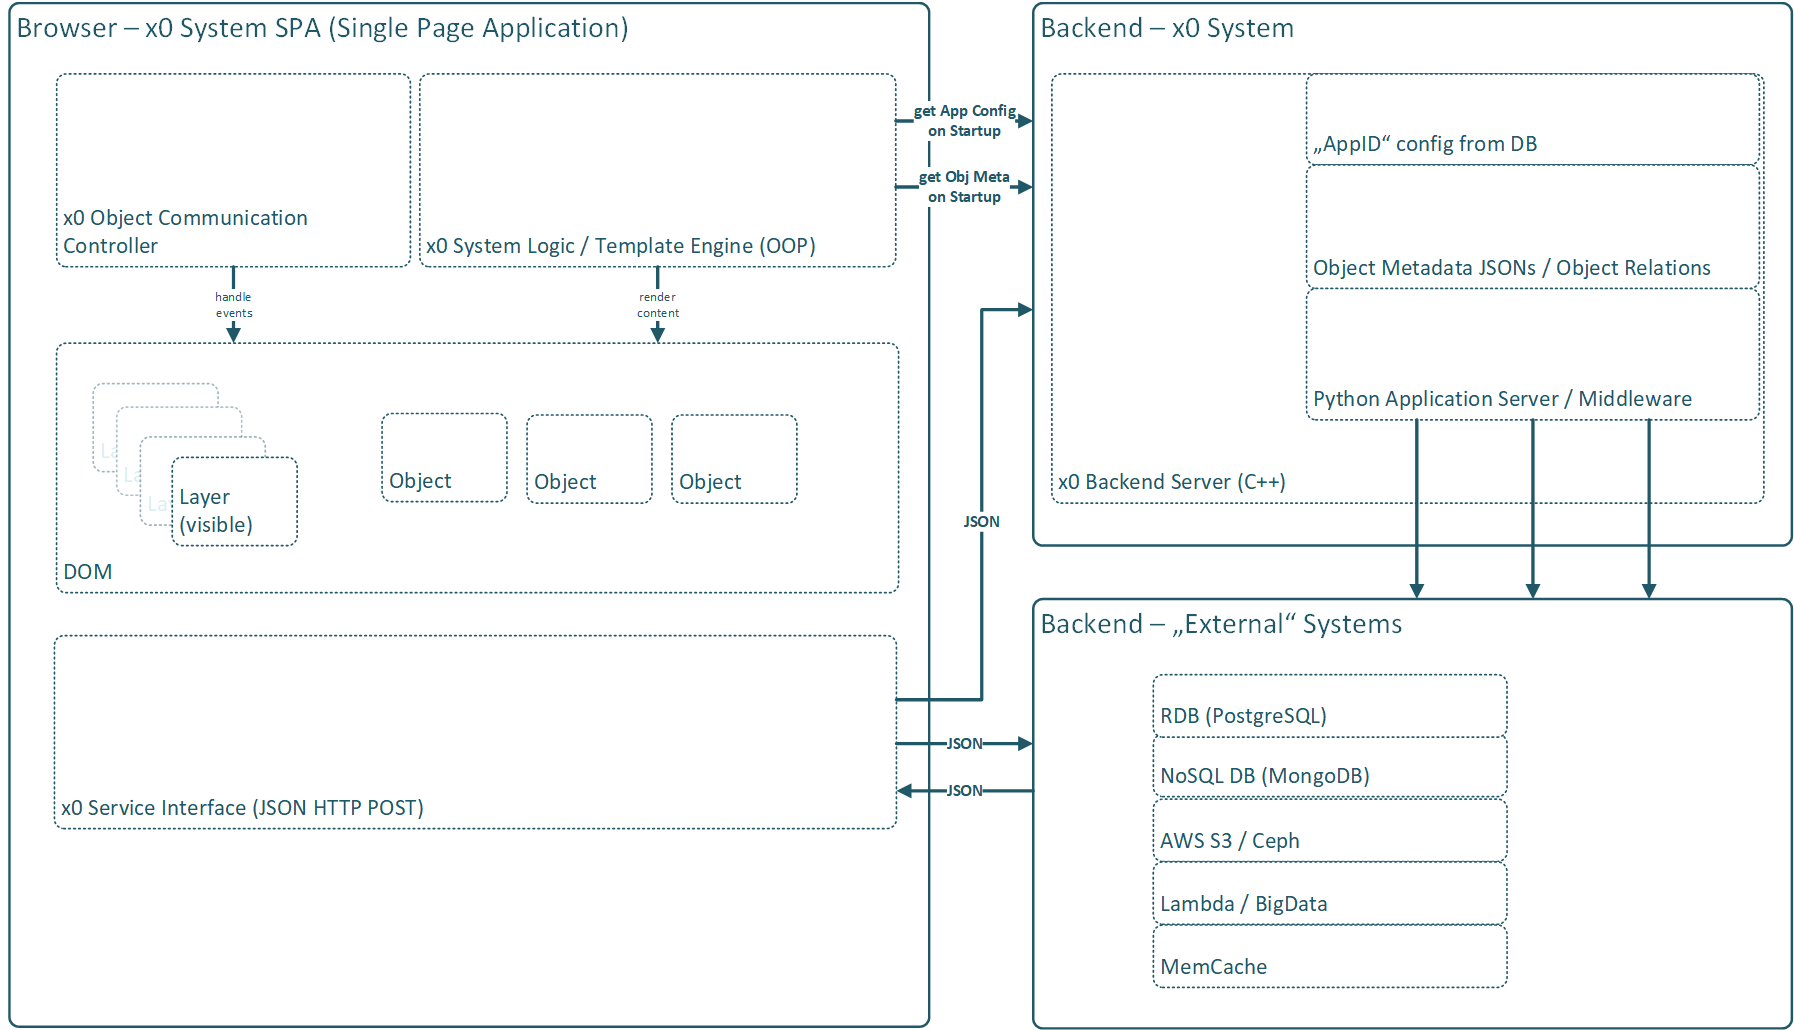 Browser – x0 System SPA (Single Page Application)
x0 Object Communication
Controller
x0 System Logic / Template Engine (OOP)
handle
events
render
content
La
La
La
Layer
(visible)
Object
Object
Object
DOM
x0 Service Interface (JSON HTTP POST)
get App Config
on Startup
get Obj Meta
on Startup
JSON
JSON
JSON
Backend – x0 System
„AppID“ config from DB
Object Metadata JSONs / Object Relations
Python Application Server / Middleware
x0 Backend Server (C++)
Backend – „External“ Systems
RDB (PostgreSQL)
NoSQL DB (MongoDB)
AWS S3 / Ceph
Lambda / BigData
MemCache